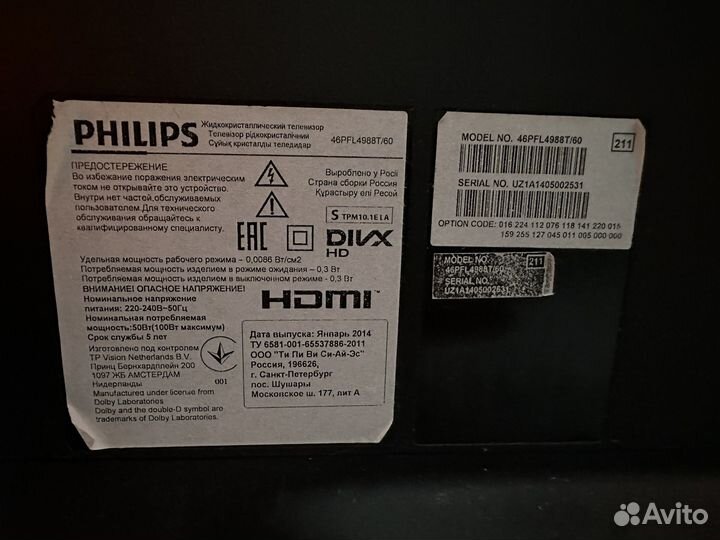 PHILIPS
Жидкокристаллический телевизор
Телевізор рідкокристалічний
Сұйық кристалды теледидар
46PFL4988T/60
ПРЕДОСТЕРЕЖЕНИЕ
Во избежание поражения электрическим
током не открывайте это устройство.
Внутри нет частей,обслуживаемых
пользователем. Для технического
обслуживания обращайтесь к
квалифицированному специалисту.
Вироблено у Росії
Страна сборки Россия
Құрастыру елі Ресей
S TPM10.1E LA
EAC
DIVX
HD
Удельная мощность рабочего режима – 0,0086 Вт/см2
Потребляемая мощность изделием в режиме ожидания – 0,3 Вт
Потребляемая мощность изделием в выключенном режиме - 0,3 Вт
ВНИМАНИЕ! ОПАСНОЕ НАПРЯЖЕНИЕ!
Номинальное напряжение
питания: 220-240В~50Гц
Номинальная потребляемая
мощность:50Вт(100Вт максимум)
Срок службы 5 лет
HDMI
Изготовлено под контролем
TP Vision Netherlands B.V.
Принц Бернхардплейн 200
1097 ЖБ АМСТЕРДАМ
Нидерланды
001
Manufactured under license from
Dolby Laboratories.
Dolby and the double-D symbol are
trademarks of Dolby Laboratories.
Дата выпуска: Январь 2014
ТУ 6581-001-65537886-2011
ООО "Ти Пи Ви Си-Ай-Эс"
Россия, 196626,
г. Санкт-Петербург
пос. Шушары
Московское ш. 177, лит А
MODEL NO. 46PFL4988T/60
211
SERIAL NO. UZ1A1405002531
OPTION CODE: 016 224 112 076 118 141 220 015
159 255 127 045 011 005 000 000
MODEL NO.
46PFL4988T/60
211
SERIAL NO.
UZ1A1405002531
Avito